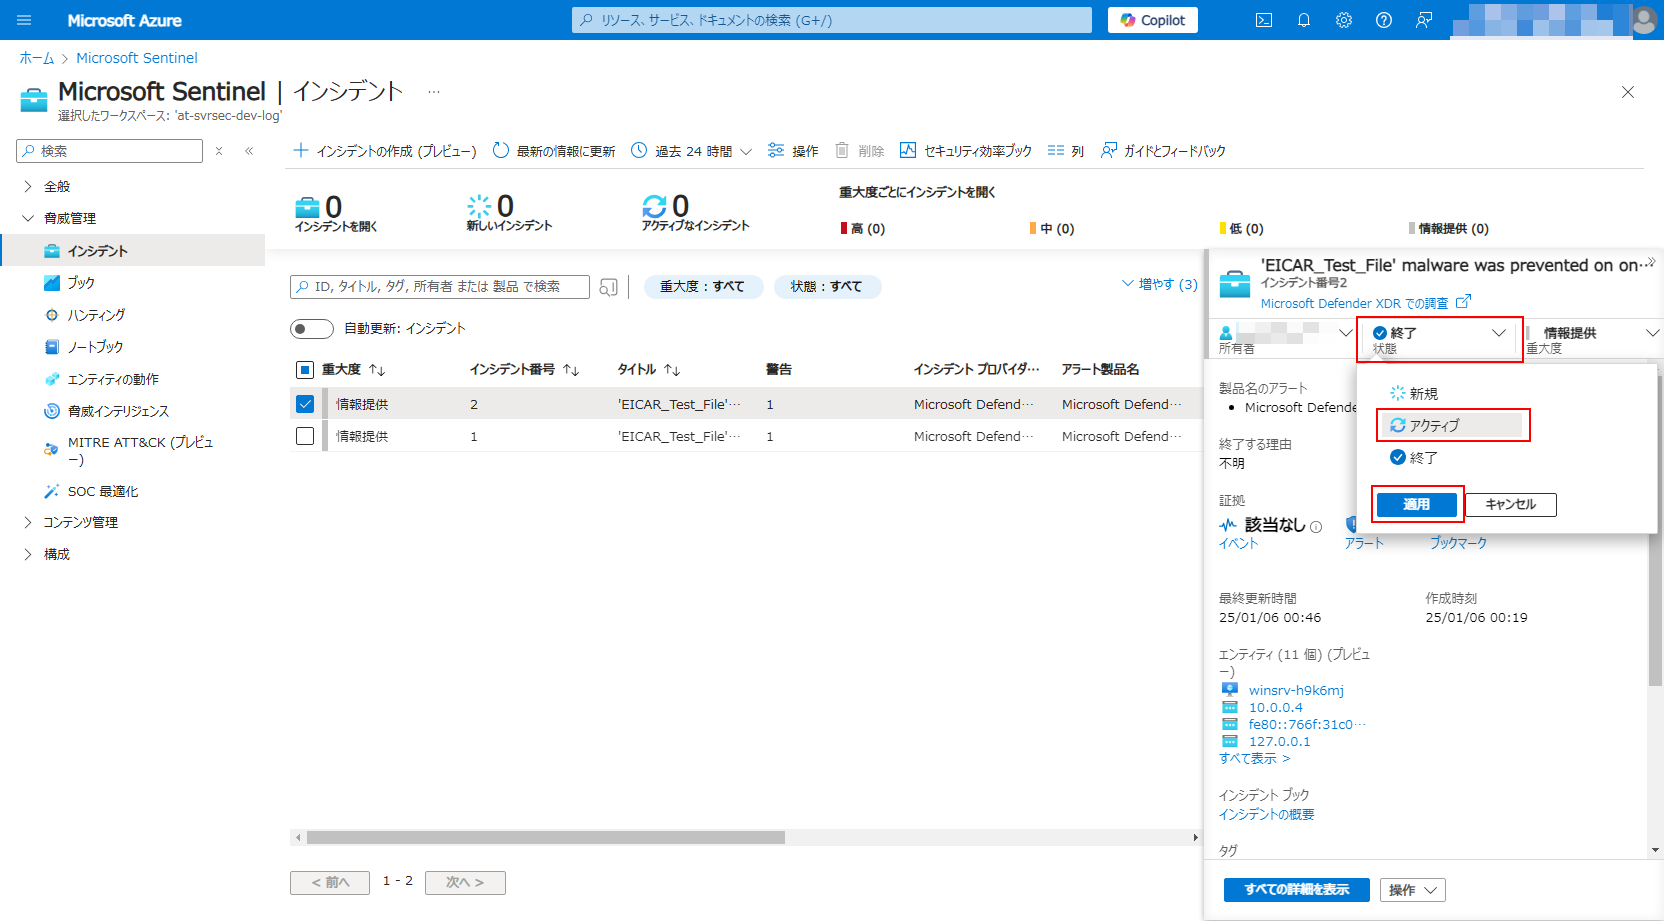 Microsoft Azure
リソース、サービス、ドキュメントの検索 (G+/)
Copilot
ホーム > Microsoft Sentinel
Microsoft Sentinel | インシデント ...
選択したワークスペース: 'at-svrsec-dev-log'
検索
全般
脅威管理
インシデント
ブック
ハンティング
ノートブック
エンティティの動作
脅威インテリジェンス
MITRE ATT&CK (プレビュ
ー)
SOC 最適化
コンテンツ管理
構成
インシデントの作成 (プレビュー) 最新の情報に更新 過去 24 時間 操作 削除 セキュリティ効率ブック 列 ガイドとフィードバック
0
インシデントを開く
0
新しいインシデント
0
アクティブなインシデント
重大度ごとにインシデントを開く
高 (0) 中 (0) 低 (0) 情報提供 (0)
ID, タイトル, タグ, 所有者 または 製品 で検索
重大度 : すべて
状態 : すべて
増やす (3)
自動更新: インシデント
重大度 インシデント番号 タイトル 警告 インシデント プロバイダ… アラート製品名
情報提供 2 'EICAR_Test_File'… 1 Microsoft Defend… Microsoft Defend…
情報提供 1 'EICAR_Test_File'… 1 Microsoft Defend… Microsoft Defend…
< 前へ 1 - 2 次へ >
'EICAR_Test_File' malware was prevented on on…
インシデント番号2
Microsoft Defender XDR での調査
所有者
終了
状態
情報提供
重大度
新規
アクティブ
終了
適用 キャンセル
製品名のアラート
• Microsoft Defende
終了する理由
不明
証拠
該当なし
イベント アラート ブックマーク
最終更新時間 作成時刻
25/01/06 00:46 25/01/06 00:19
エンティティ (11 個) (プレビュ
ー)
winsrv-h9k6mj
10.0.0.4
fe80::766f:31c0…
127.0.0.1
すべて表示 >
インシデント ブック
インシデントの概要
タグ
すべての詳細を表示 操作